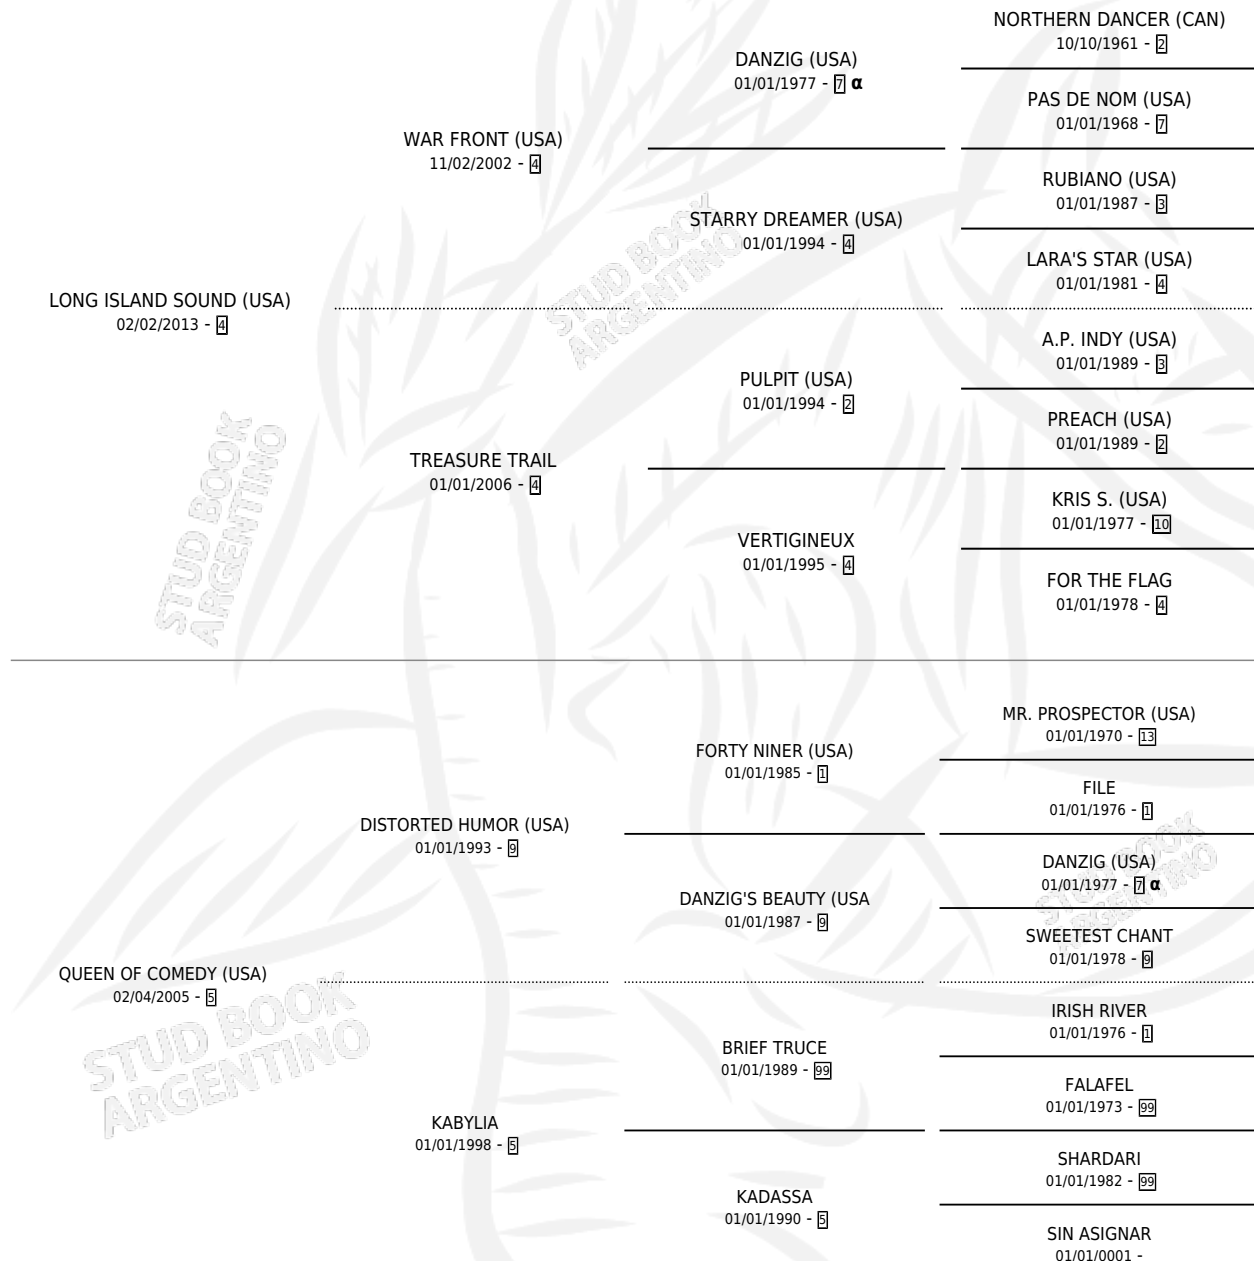 NORTHERN DANCER (CAN)
10/10/1961 - 2
DANZIG (USA)
01/01/1977 - 7 α
PAS DE NOM (USA)
01/01/1968 - 7
WAR FRONT (USA)
11/02/2002 - 4
RUBIANO (USA)
01/01/1987 - 3
STARRY DREAMER (USA)
01/01/1994 - 4
LARA'S STAR (USA)
01/01/1981 - 4
LONG ISLAND SOUND (USA)
02/02/2013 - 4
A.P. INDY (USA)
01/01/1989 - 3
PULPIT (USA)
01/01/1994 - 2
PREACH (USA)
01/01/1989 - 2
TREASURE TRAIL
01/01/2006 - 4
KRIS S. (USA)
01/01/1977 - 10
VERTIGINEUX
01/01/1995 - 4
FOR THE FLAG
01/01/1978 - 4
MR. PROSPECTOR (USA)
01/01/1970 - 13
FORTY NINER (USA)
01/01/1985 - 1
FILE
01/01/1976 - 1
DISTORTED HUMOR (USA)
01/01/1993 - 9
DANZIG (USA)
01/01/1977 - 7 α
DANZIG'S BEAUTY (USA
01/01/1987 - 9
SWEETEST CHANT
01/01/1978 - 9
QUEEN OF COMEDY (USA)
02/04/2005 - 5
IRISH RIVER
01/01/1976 - 1
BRIEF TRUCE
01/01/1989 - 99
FALAFEL
01/01/1973 - 99
KABYLIA
01/01/1998 - 5
SHARDARI
01/01/1982 - 99
KADASSA
01/01/1990 - 5
SIN ASIGNAR
01/01/0001 -
STUD BOOK
ARGENTINO
STUD BOOK
ARGENTINO
STUD BOOK
ARGENTINO
STUD BOOK
ARGENTINO